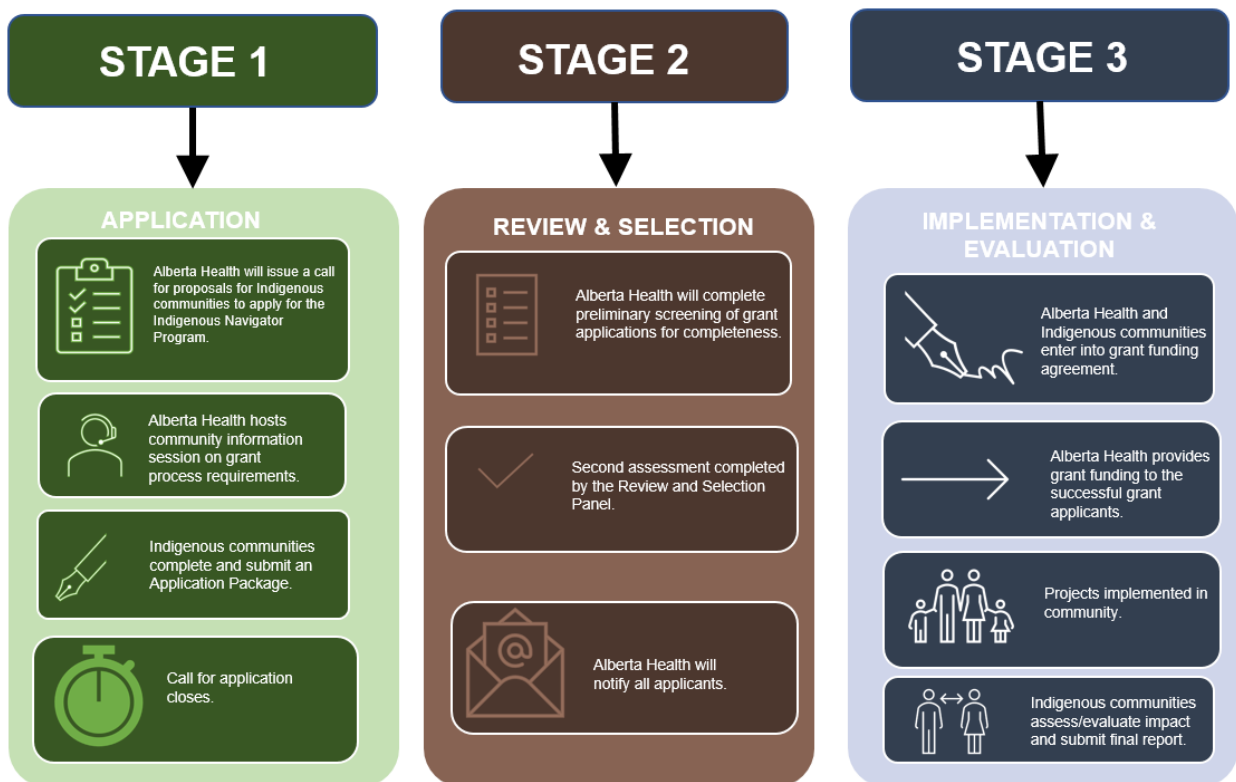 STAGE 1
APPLICATION
Alberta Health will issue a call
for proposals for Indigenous
communities to apply for the
Indigenous Navigator
Program.
Alberta Health hosts
community information
session on grant
process requirements.
Indigenous communities
complete and submit an
Application Package.
Call for application
closes.
STAGE 2
REVIEW & SELECTION
Alberta Health will complete
preliminary screening of grant
applications for completeness.
Second assessment completed
by the Review and Selection
Panel.
@
Alberta Health will
notify all applicants.
STAGE 3
IMPLEMENTATION &
EVALUATION
Alberta Health and
Indigenous communities
enter into grant funding
agreement.
Alberta Health provides
grant funding to the
successful grant
applicants.
Projects implemented in
community.
Indigenous communities
assess/evaluate impact
and submit final report.